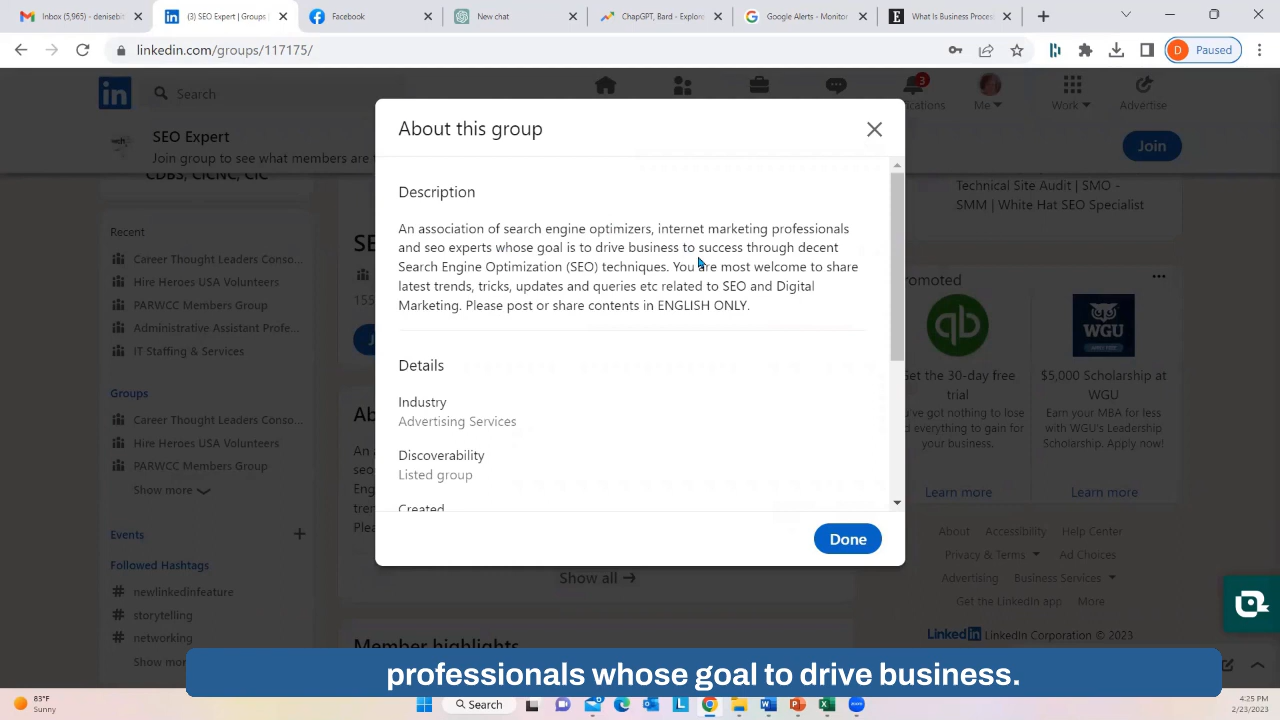 Inbox (40,546) - denisebt
(3) SEO Expert | Groups |
Facebook
New chat
ChapGPT, Bard - Explore
Google Alerts - Monitor
What Is Business Proces
linkedin.com/groups/117175/
D Paused
in
Search
3
Me
Work
Advertise
SEO Expert
Join group to see what members are
Join
CDBS, CICNC, CIC
Technical Site Audit | SMO -
SMM | White Hat SEO Specialist
Recent
Career Thought Leaders Conso...
Hire Heroes USA Volunteers
PARWCC Members Group
Administrative Assistant Profe...
IT Staffing & Services
Groups
Career Thought Leaders Conso...
Hire Heroes USA Volunteers
PARWCC Members Group
Show more
Events
Followed Hashtags
newlinkedinfeature
storytelling
networking
About this group
Description
An association of search engine optimizers, internet marketing professionals
and seo experts whose goal is to drive business to success through decent
Search Engine Optimization (SEO) techniques. You are most welcome to share
latest trends, tricks, updates and queries etc related to SEO and Digital
Marketing. Please post or share contents in ENGLISH ONLY.
Details
Industry
Advertising Services
Discoverability
Listed group
Created
Done
Show all
Member highlights
WGU
$5,000 Scholarship at
WGU
Earn your MBA for less
with WGU's Leadership
Scholarship. Apply now!
Get the 30-day free
trial
You've got nothing to lose
and everything to gain for
your business.
Learn more
Learn more
About
Accessibility
Help Center
Privacy & Terms
Ad Choices
Advertising
Business Services
Get the LinkedIn app
More
LinkedIn LinkedIn Corporation © 2023
professionals whose goal to drive business.
83°F
Sunny
Search
4:25 PM
2/23/2023